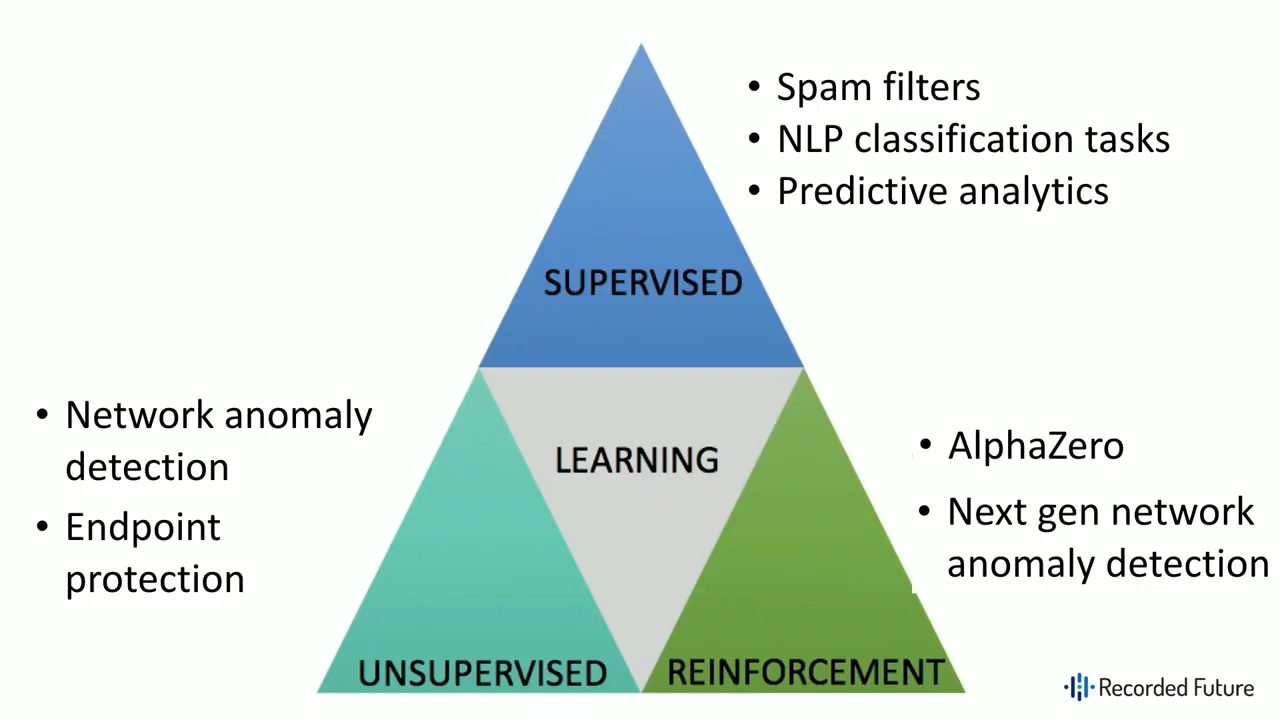 • Spam filters
• NLP classification tasks
• Predictive analytics
SUPERVISED
• Network anomaly
detection
• Endpoint
protection
LEARNING
• AlphaZero
• Next gen network
anomaly detection
UNSUPERVISED
REINFORCEMENT
Recorded Future